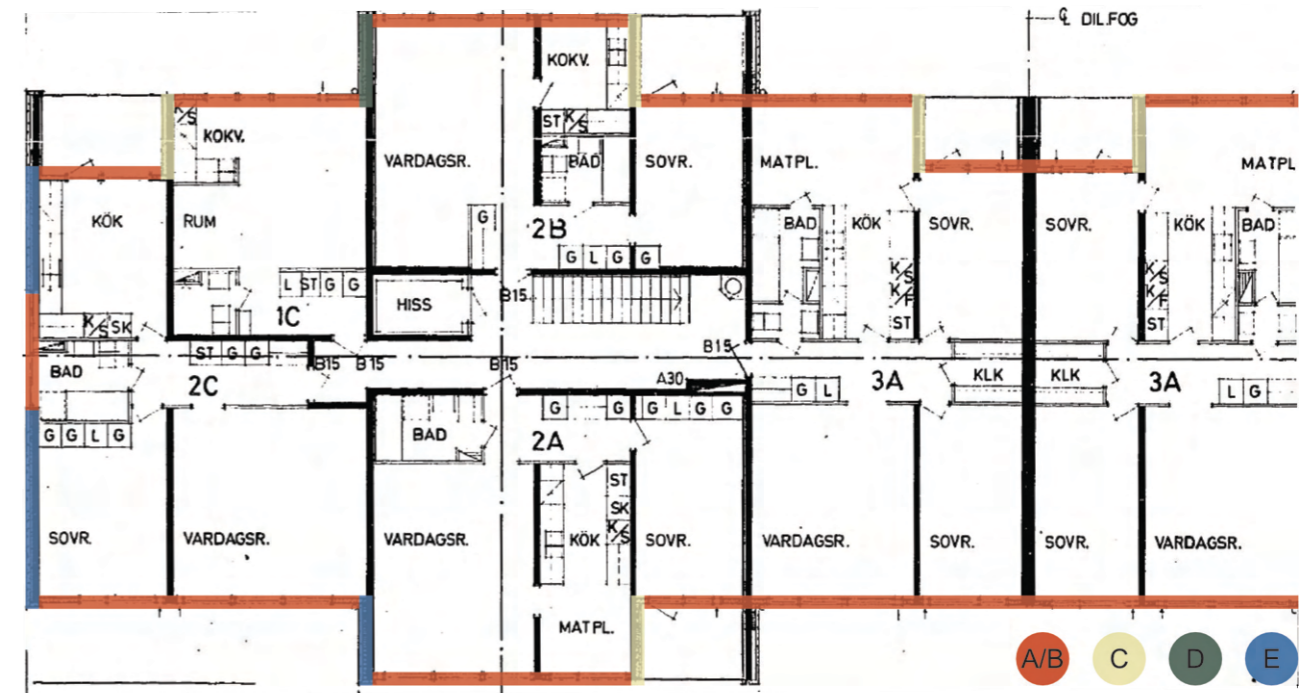 ℄ DIL.FOG
KOKV.
K/S
KOKV.
ST K/S
VARDAGSR.
BAD
SOVR.
MATPL.
MATPL
KÖK
RUM
G
2B
BAD
KÖK
SOVR.
SOVR.
KÖK
BAD
G L G G
K/S
K/F
K/S
K/F
L ST G G
HISS
B15
1C
K/S SK
ST
ST
ST G G
B15
B15
B15
B15
BAD
2C
A30
3A
KLK
KLK
3A
G L
L G
G G L G
BAD
G
G
G L G G
2A
ST
SK
K/S
SOVR.
VARDAGSR.
VARDAGSR.
KÖK
SOVR.
VARDAGSR.
SOVR.
SOVR.
VARDAGSR.
MATPL.
A/B
C
D
E